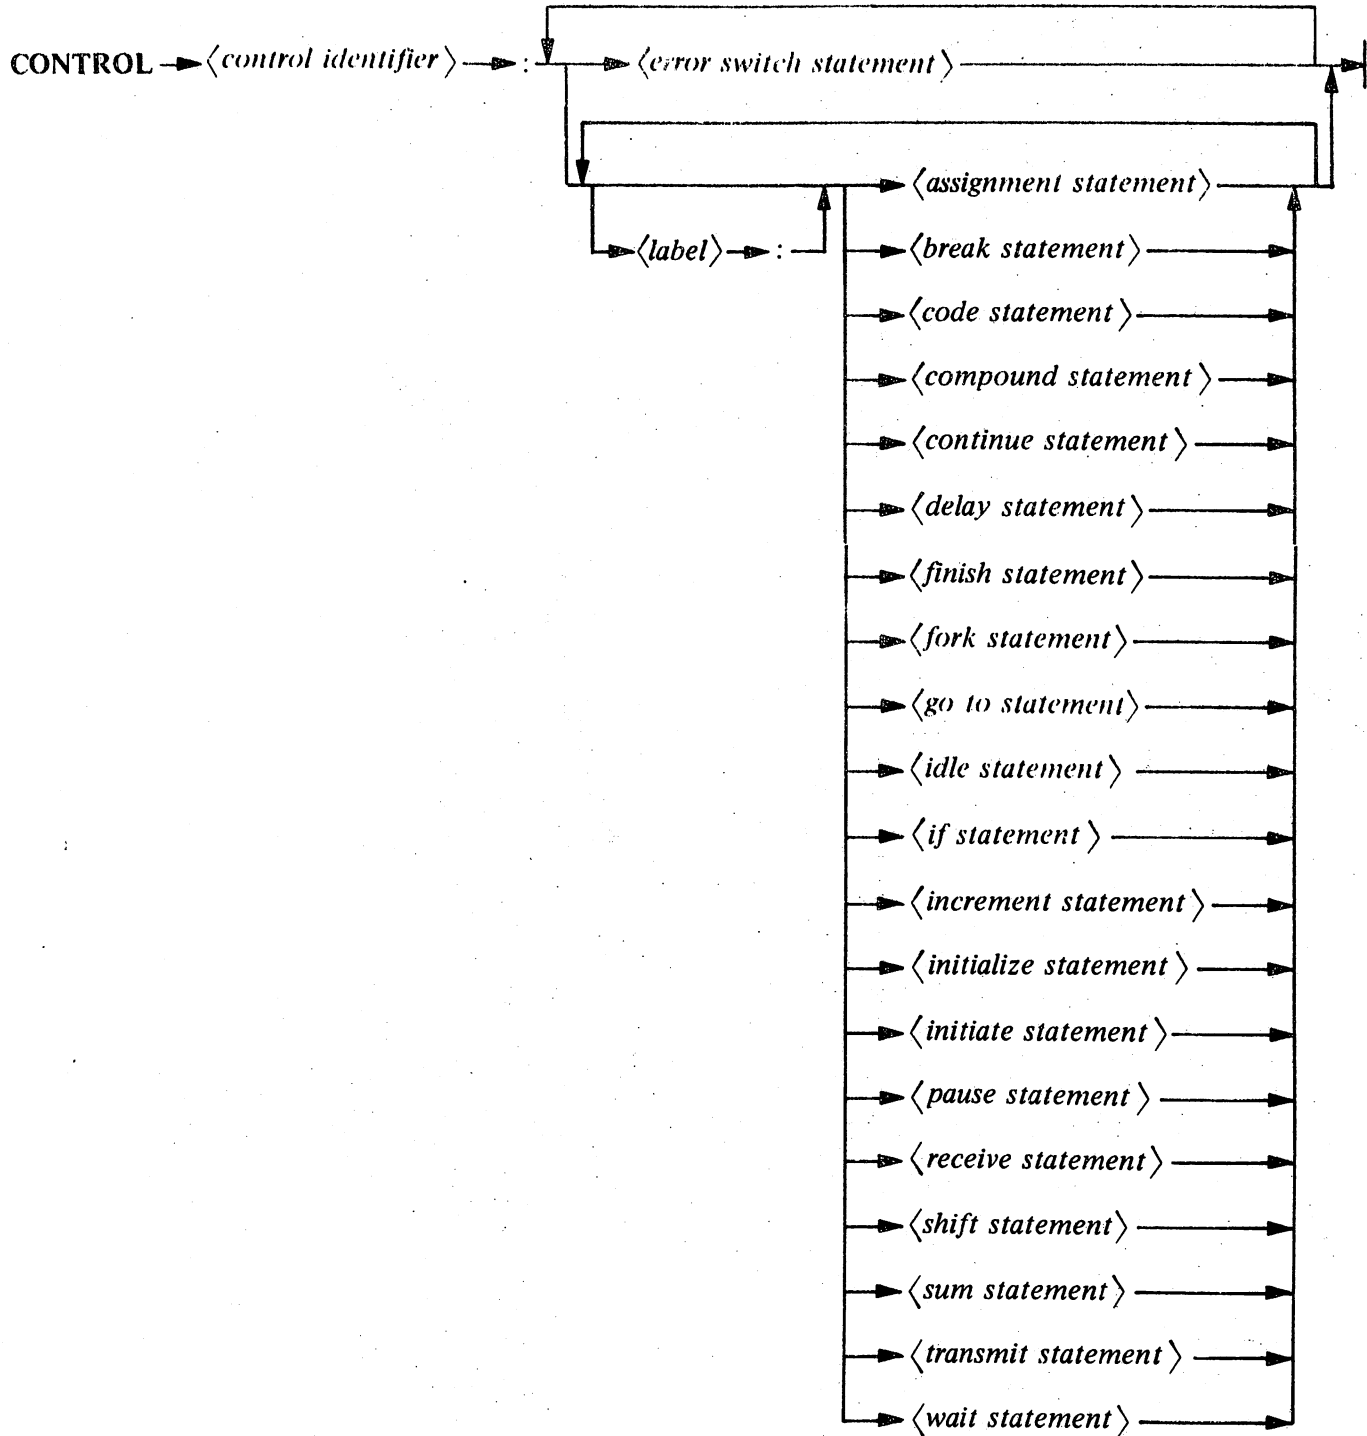 CONTROL 〈control identifier〉 : 〈error switch statement〉
〈assignment statement〉
〈label〉 : 〈break statement〉
〈code statement〉
〈compound statement〉
〈continue statement〉
〈delay statement〉
〈finish statement〉
〈fork statement〉
〈go to statement〉
〈idle statement〉
〈if statement〉
〈increment statement〉
〈initialize statement〉
〈initiate statement〉
〈pause statement〉
〈receive statement〉
〈shift statement〉
〈sum statement〉
〈transmit statement〉
〈wait statement〉